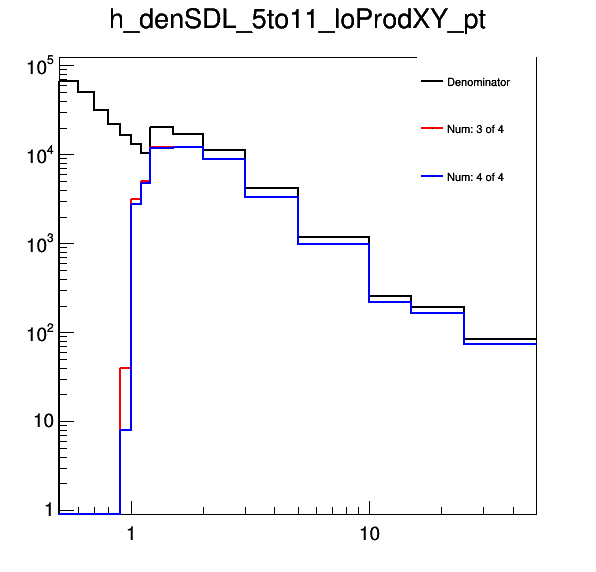 h_denSDL_5to11_loProdXY_pt
10^5
Denominator
Num: 3 of 4
10^4
Num: 4 of 4
10^3
10^2
10
1
1 10